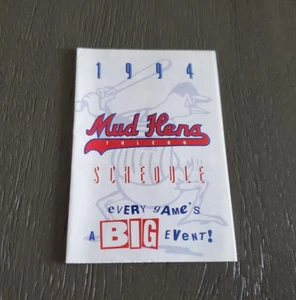 1994
Mud Hens
TOLEDO
SCHEDULE
eVERY gAMe's
A BIG EVeNT!